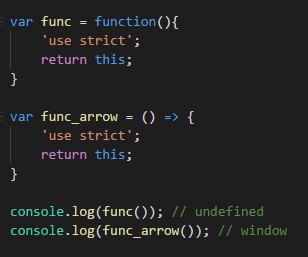 var func = function(){
    'use strict';
    return this;
}
var func_arrow = () => {
    'use strict';
    return this;
}
console.log(func()); // undefined
console.log(func_arrow()); // window